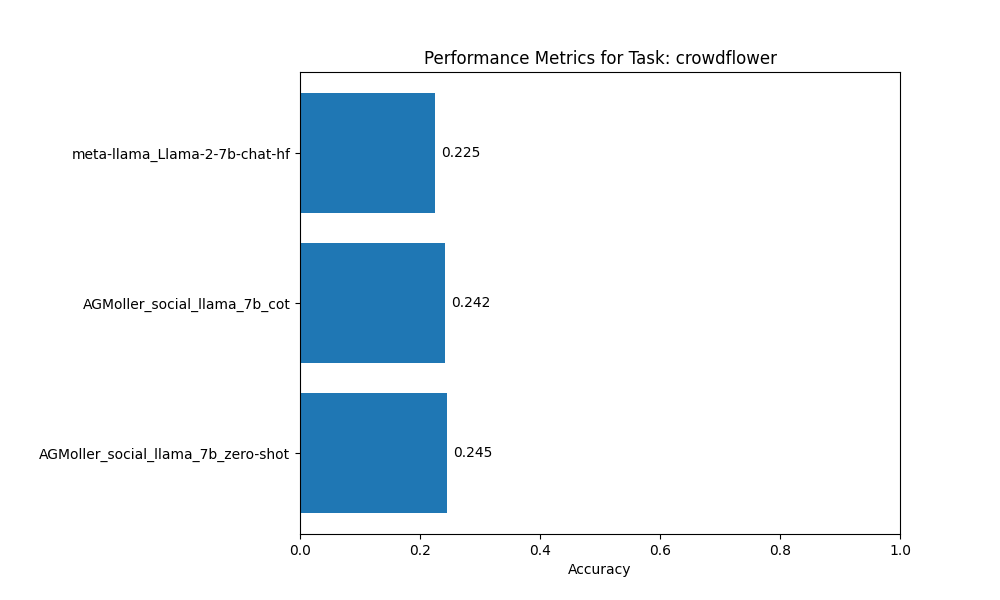 Performance Metrics for Task: crowdflower
meta-llama_Llama-2-7b-chat-hf
0.225
AGMoller_social_llama_7b_cot
0.242
AGMoller_social_llama_7b_zero-shot
0.245
0.0 0.2 0.4 0.6 0.8 1.0
Accuracy